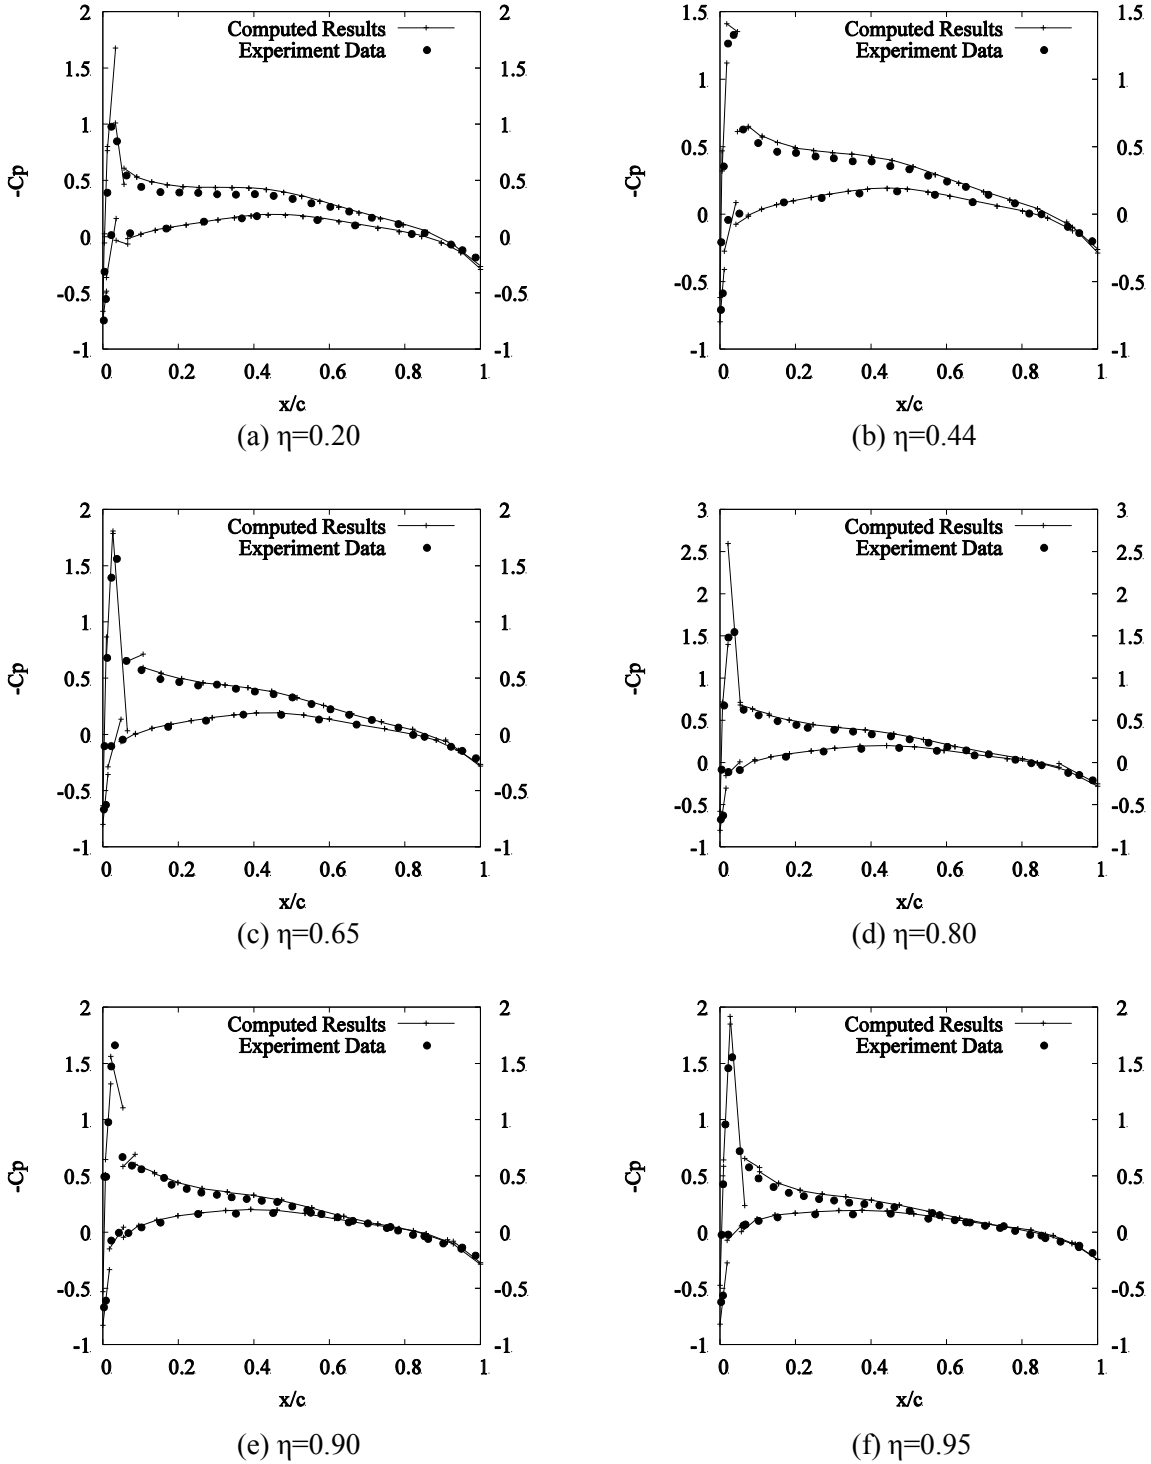 2 2
Computed Results
Experiment Data
1.5 1.5
1 1
0.5 0.5
0 0
-0.5 -0.5
-1 -1
-Cp
0 0.2 0.4 0.6 0.8 1
x/c
(a) η=0.20
1.5 1.5
Computed Results
Experiment Data
1 1
0.5 0.5
0 0
-0.5 -0.5
-1 -1
-Cp
0 0.2 0.4 0.6 0.8 1
x/c
(b) η=0.44
2 2
Computed Results
Experiment Data
1.5 1.5
1 1
0.5 0.5
0 0
-0.5 -0.5
-1 -1
-Cp
0 0.2 0.4 0.6 0.8 1
x/c
(c) η=0.65
3 3
Computed Results
Experiment Data
2.5 2.5
2 2
1.5 1.5
1 1
0.5 0.5
0 0
-0.5 -0.5
-1 -1
-Cp
0 0.2 0.4 0.6 0.8 1
x/c
(d) η=0.80
2 2
Computed Results
Experiment Data
1.5 1.5
1 1
0.5 0.5
0 0
-0.5 -0.5
-1 -1
-Cp
0 0.2 0.4 0.6 0.8 1
x/c
(e) η=0.90
2 2
Computed Results
Experiment Data
1.5 1.5
1 1
0.5 0.5
0 0
-0.5 -0.5
-1 -1
-Cp
0 0.2 0.4 0.6 0.8 1
x/c
(f) η=0.95